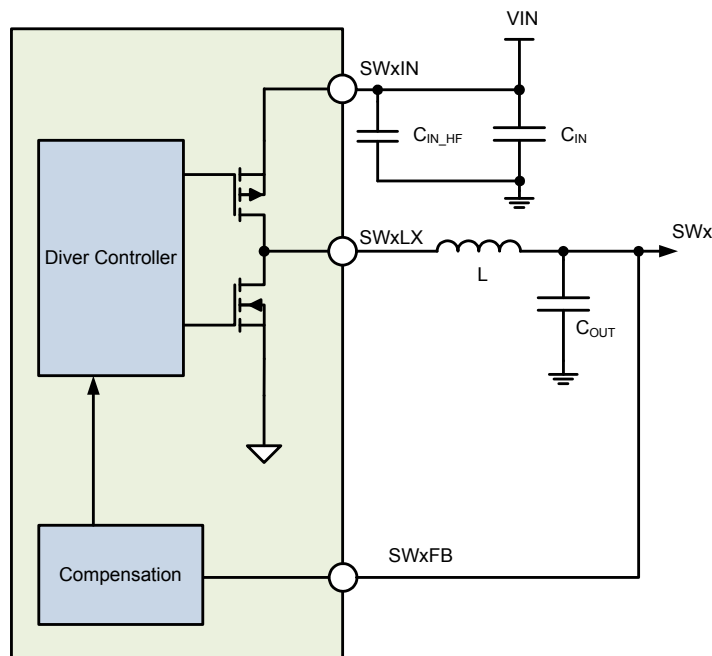 VIN
SWxIN
C_IN_HF
C_IN
Diver Controller
SWxLX
SWx
L
C_OUT
SWxFB
Compensation